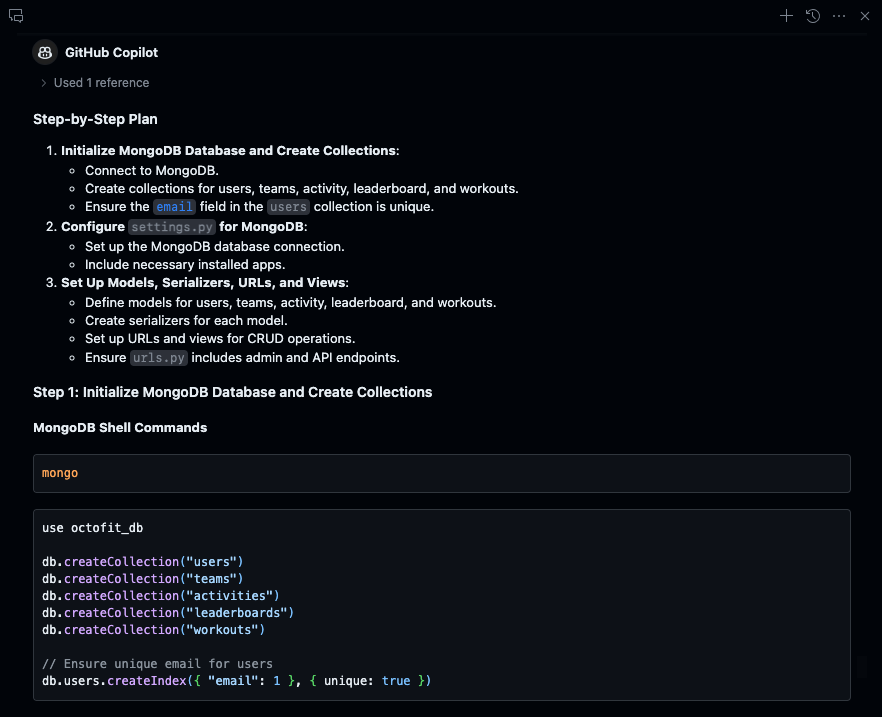 GitHub Copilot
Used 1 reference
Step-by-Step Plan
1. Initialize MongoDB Database and Create Collections:
Connect to MongoDB.
Create collections for users, teams, activity, leaderboard, and workouts.
Ensure the email field in the users collection is unique.
2. Configure settings.py for MongoDB:
Set up the MongoDB database connection.
Include necessary installed apps.
3. Set Up Models, Serializers, URLs, and Views:
Define models for users, teams, activity, leaderboard, and workouts.
Create serializers for each model.
Set up URLs and views for CRUD operations.
Ensure urls.py includes admin and API endpoints.
Step 1: Initialize MongoDB Database and Create Collections
MongoDB Shell Commands
mongo
use octofit_db
db.createCollection("users")
db.createCollection("teams")
db.createCollection("activities")
db.createCollection("leaderboards")
db.createCollection("workouts")
// Ensure unique email for users
db.users.createIndex({ "email": 1 }, { unique: true })